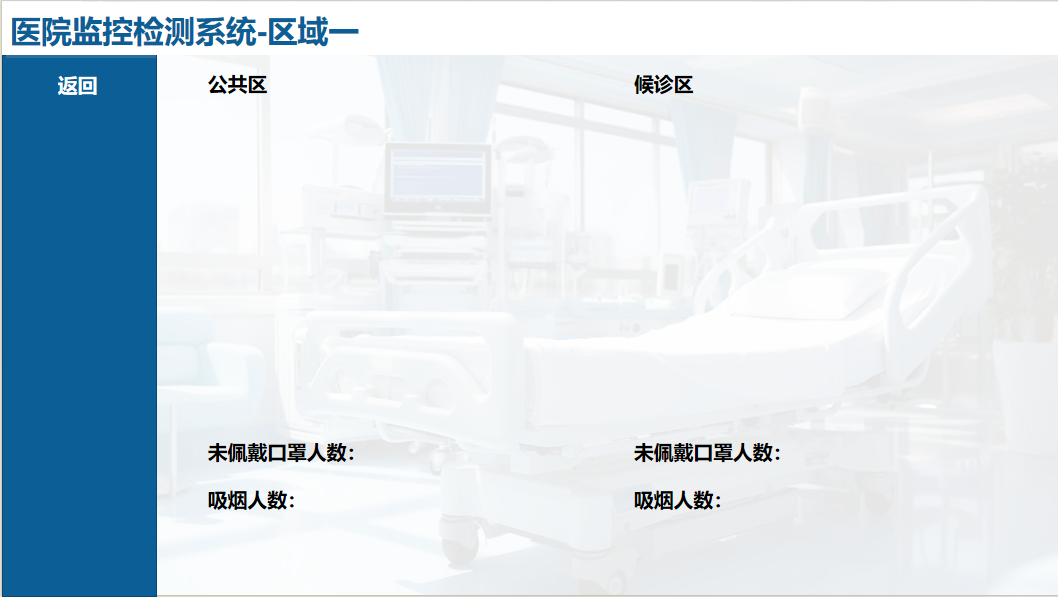 医院监控检测系统-区域一
返回
公共区
候诊区
未佩戴口罩人数：
未佩戴口罩人数：
吸烟人数：
吸烟人数：